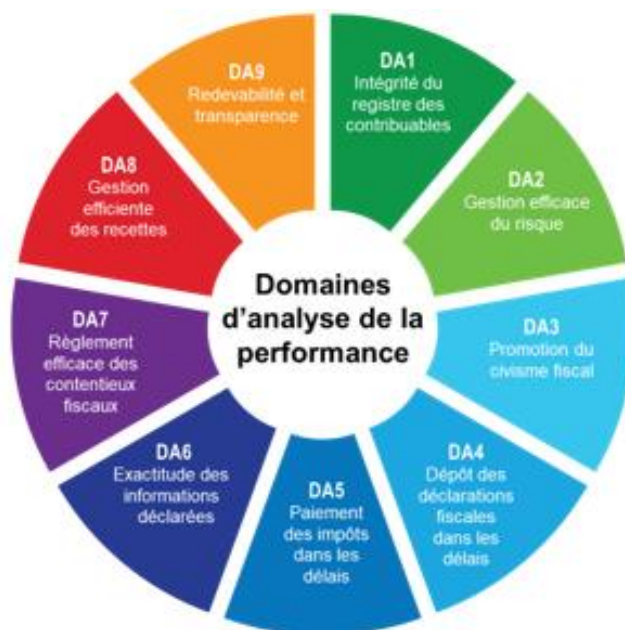 Domaines
d'analyse de la
performance
DA1
Intégrité du
registre des
contribuables
DA2
Gestion efficace
du risque
DA3
Promotion du
civisme fiscal
DA4
Dépôt des
déclarations
fiscales
dans les
délais
DA5
Paiement
des impôts
dans les
délais
DA6
Exactitude des
informations
déclarées
DA7
Règlement
efficace des
contentieux
fiscaux
DA8
Gestion
efficiente
des recettes
DA9
Redevabilité et
transparence